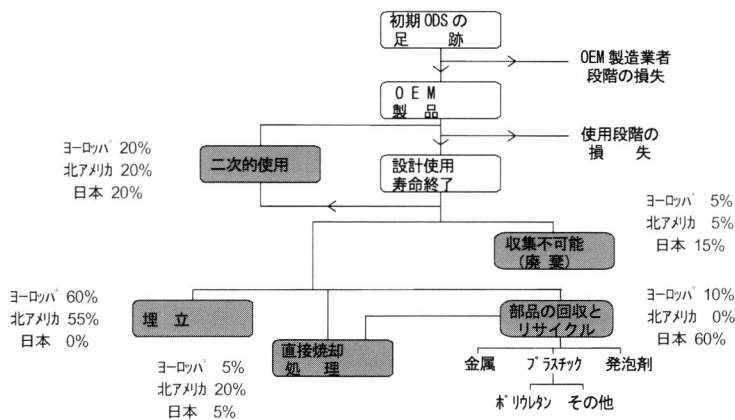 初期ODSの
足 跡
OEM製造業者
段階の損失
OEM
製 品
ヨーロッパ 20%
北アメリカ 20%
日本 20%
二次的使用
使用段階の
損 失
設計使用
寿命終了
ヨーロッパ 5%
北アメリカ 5%
日本 15%
収集不可能
(廃 棄)
ヨーロッパ 60%
北アメリカ 55%
日本 0%
埋 立
部品の回収と
リサイクル
ヨーロッパ 10%
北アメリカ 0%
日本 60%
直接焼却
処 理
ヨーロッパ 5%
北アメリカ 20%
日本 5%
金属 プラスチック 発泡剤
ポリウレタン その他